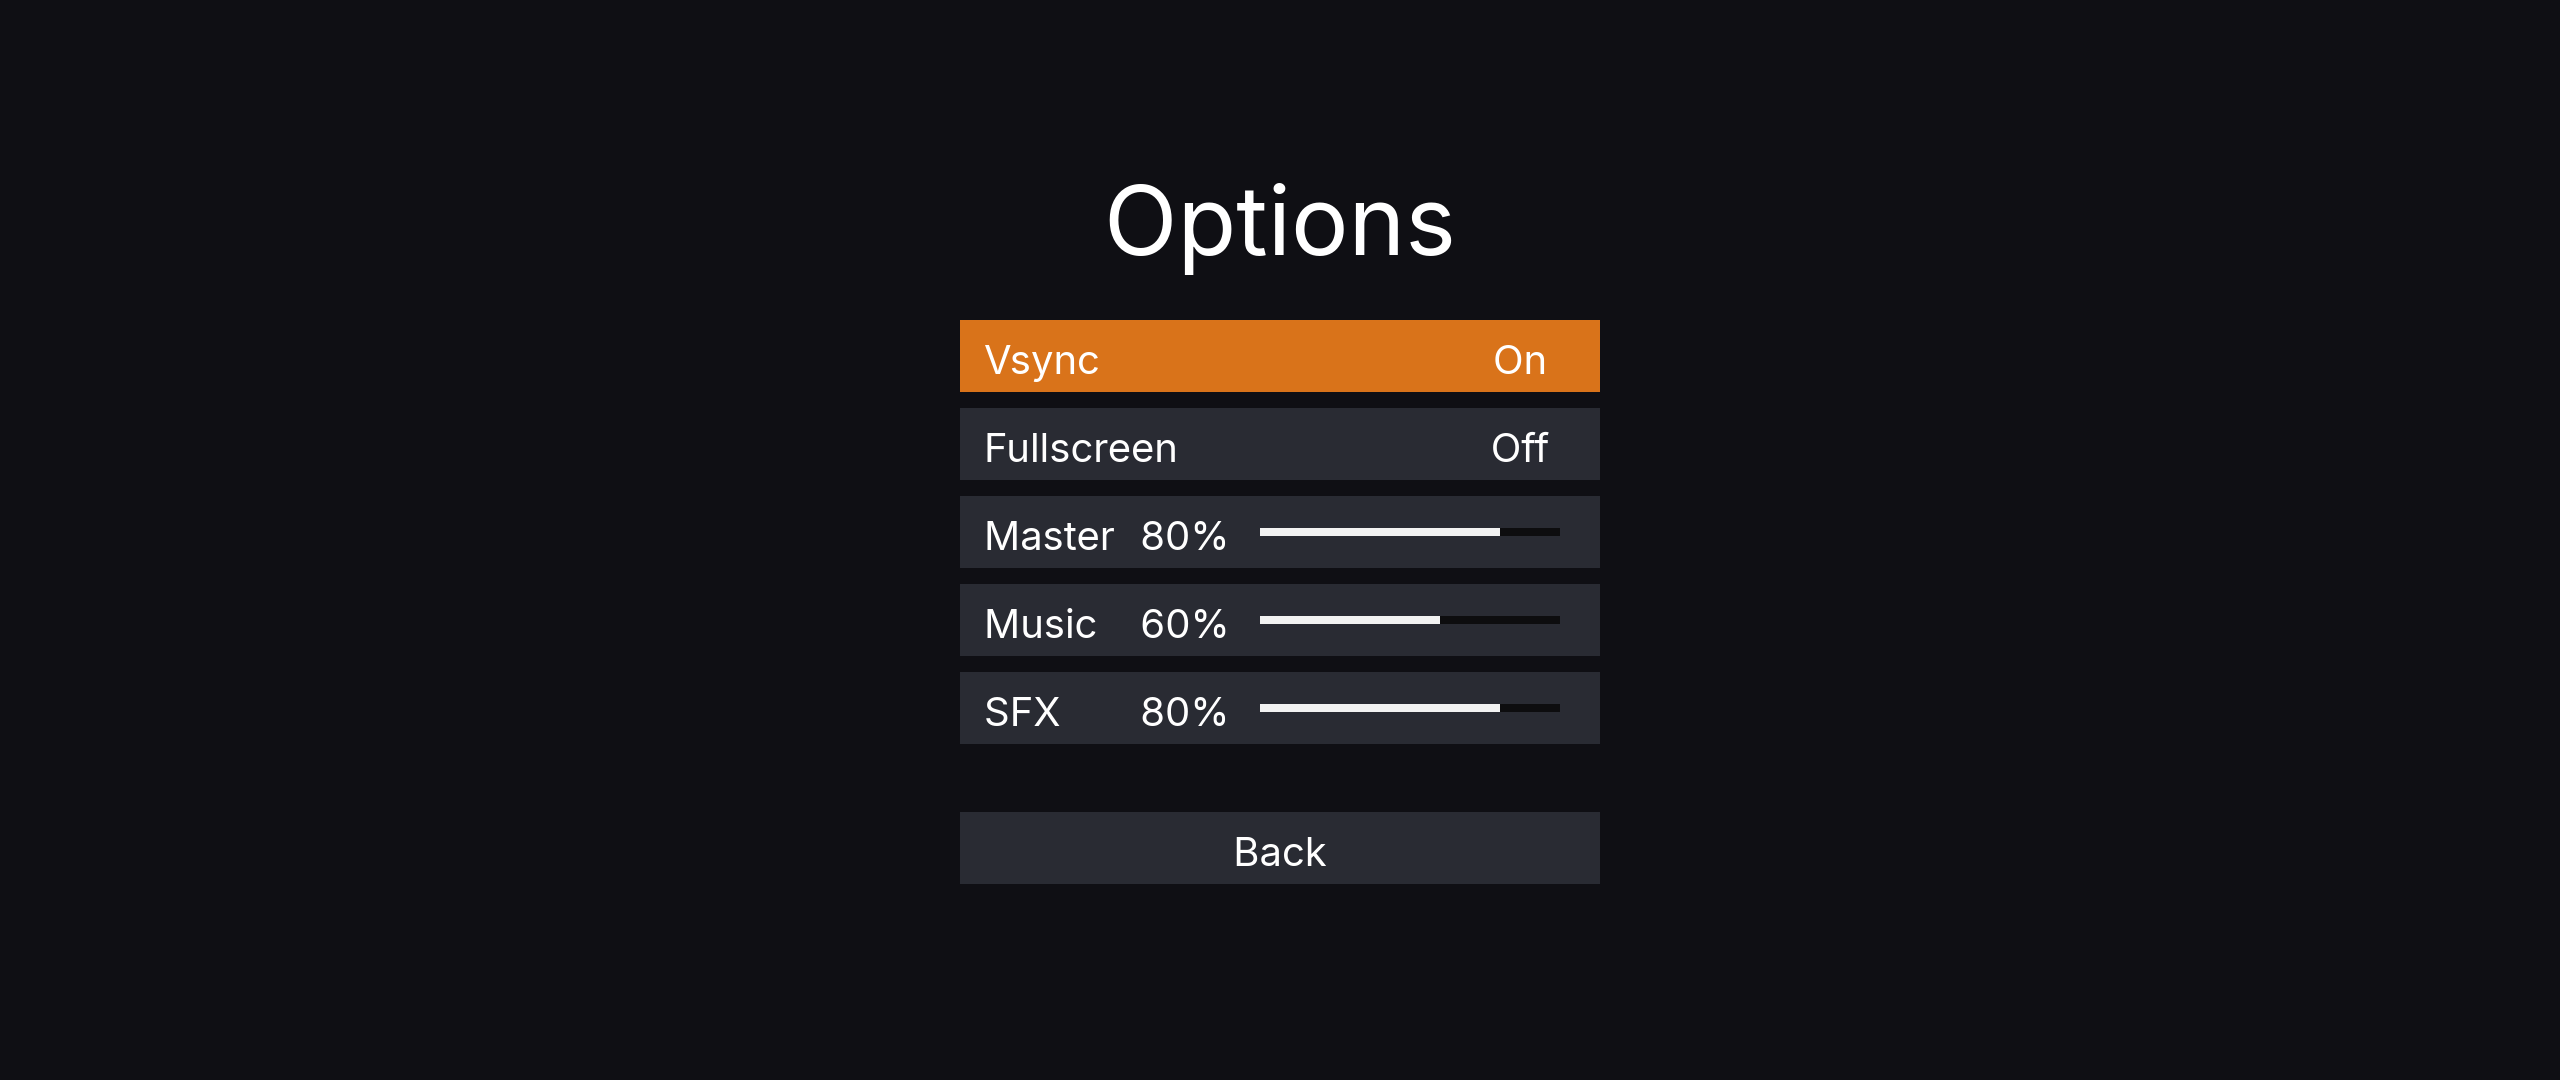 Options
Vsync On
Fullscreen Off
Master 80%
Music 60%
SFX 80%
Back